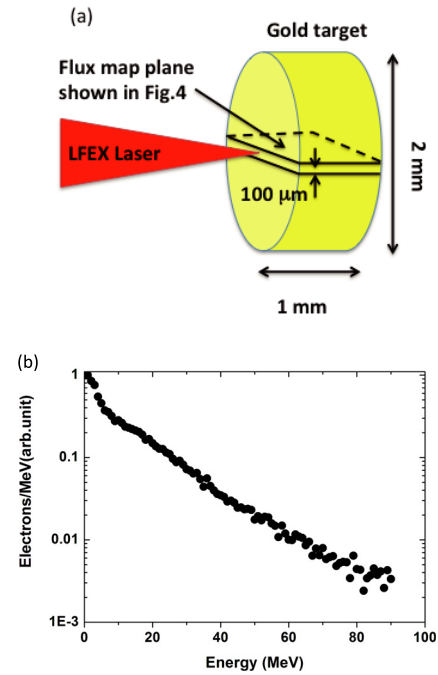 (a)
Gold target
Flux map plane
shown in Fig.4
LFEX Laser
100 μm
2 mm
1 mm
(b)
Electrons/MeV(arb.unit)
1
0.1
0.01
1E-3
0 20 40 60 80 100
Energy (MeV)